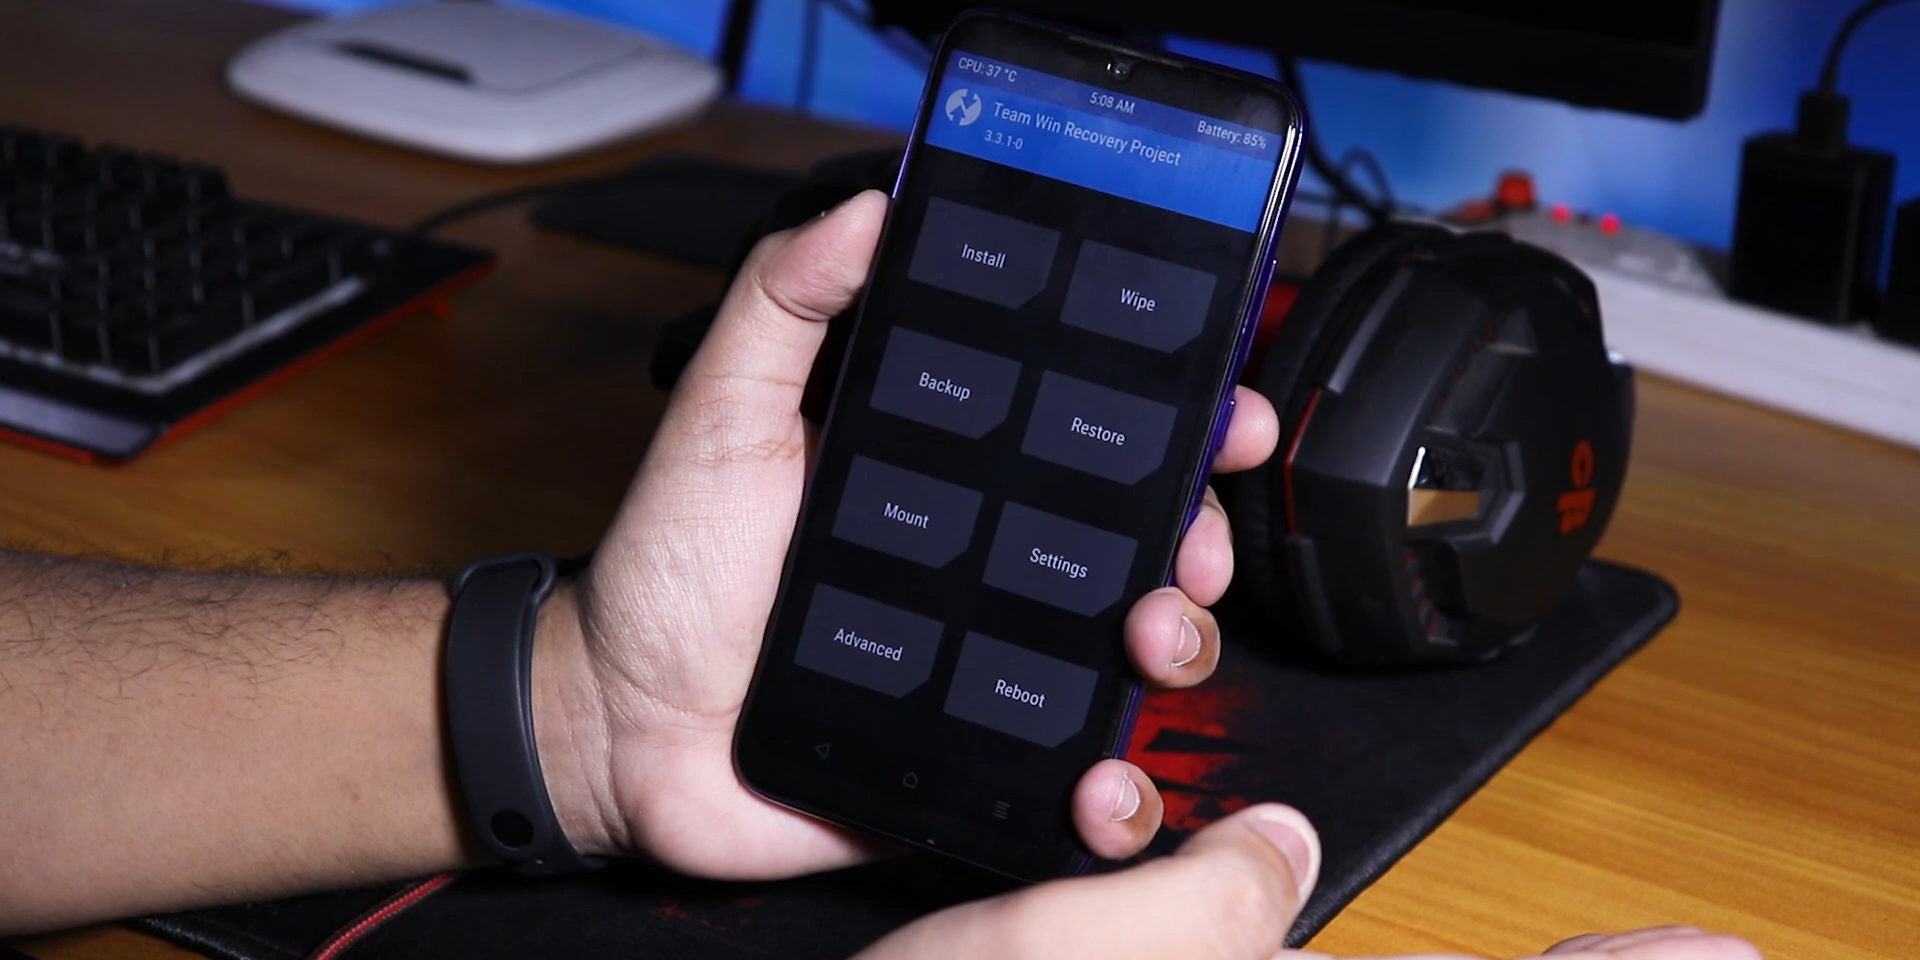 CPU: 37 °C
5:08 AM
Battery: 85%
Team Win Recovery Project
3.3.1-0
Install
Wipe
Backup
Restore
Mount
Settings
Advanced
Reboot